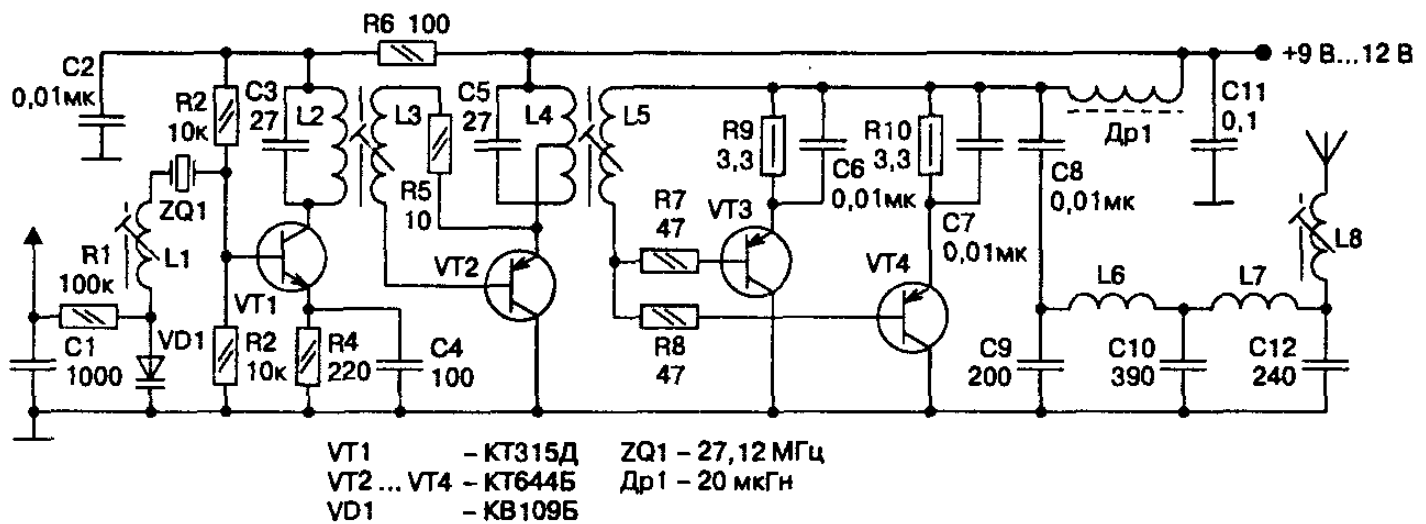 R6 100
+9 В...12 В
C2
0,01мк
R2
10к
C3
27
L2
L3
C5
27
L4
L5
R9
3,3
R10
3,3
Др1
C11
0,1
ZQ1
R5
10
R7
47
VT3
C6
0,01мк
C8
0,01мк
R1
100к
L1
VT1
VT2
VT4
C7
0,01мк
L8
C1
1000
VD1
R2
10к
R4
220
C4
100
R8
47
L6
L7
C9
200
C10
390
C12
240
VT1 – КТ315Д ZQ1 – 27,12 МГц
VT2 ... VT4 – КТ644Б Др1 – 20 мкГн
VD1 – КВ109Б